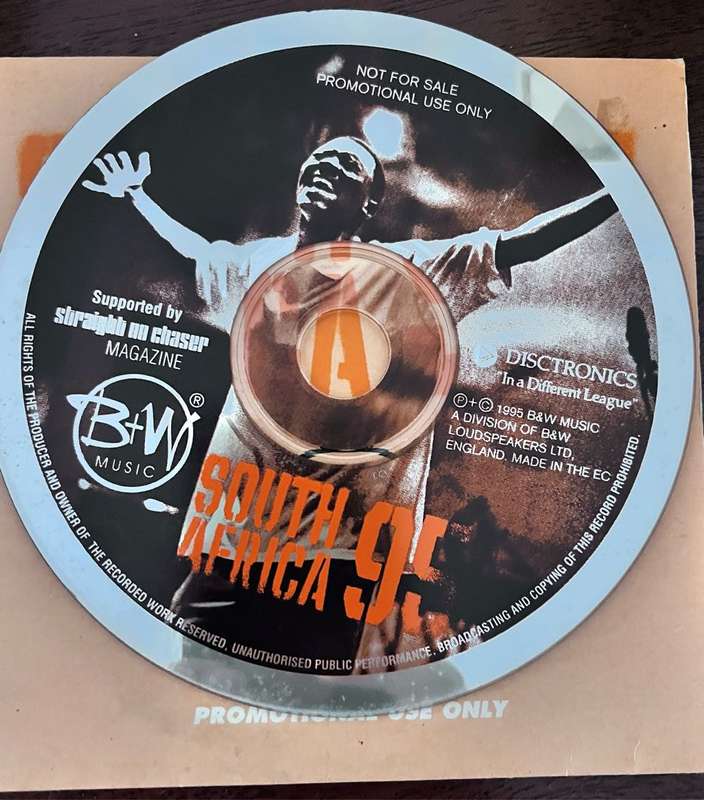 NOT FOR SALE
PROMOTIONAL USE ONLY
Supported by
straight no chaser
MAGAZINE
B+W ®
MUSIC
DISCTRONICS
"In a Different League"
℗+© 1995 B&W MUSIC
A DIVISION OF B&W
LOUDSPEAKERS LTD,
ENGLAND. MADE IN THE EC
SOUTH
AFRICA 95
ALL RIGHTS OF THE PRODUCER AND OWNER OF THE RECORDED WORK RESERVED, UNAUTHORISED PUBLIC PERFORMANCE, BROADCASTING AND COPYING OF THIS RECORD PROHIBITED.
A
PROMOTIONAL USE ONLY